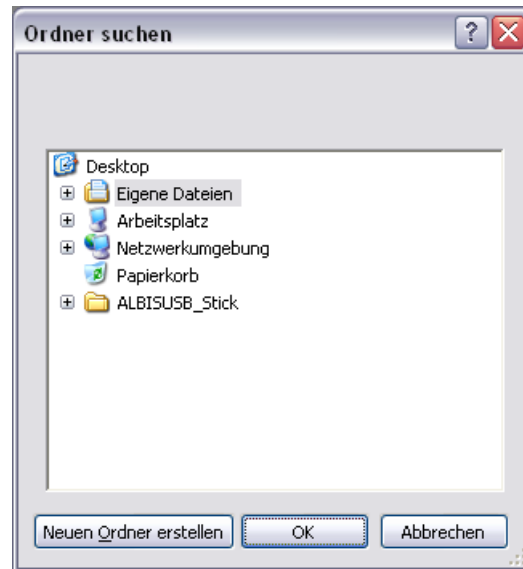 Ordner suchen
Desktop
Eigene Dateien
Arbeitsplatz
Netzwerkumgebung
Papierkorb
ALBISUSB_Stick
Neuen Ordner erstellen OK Abbrechen